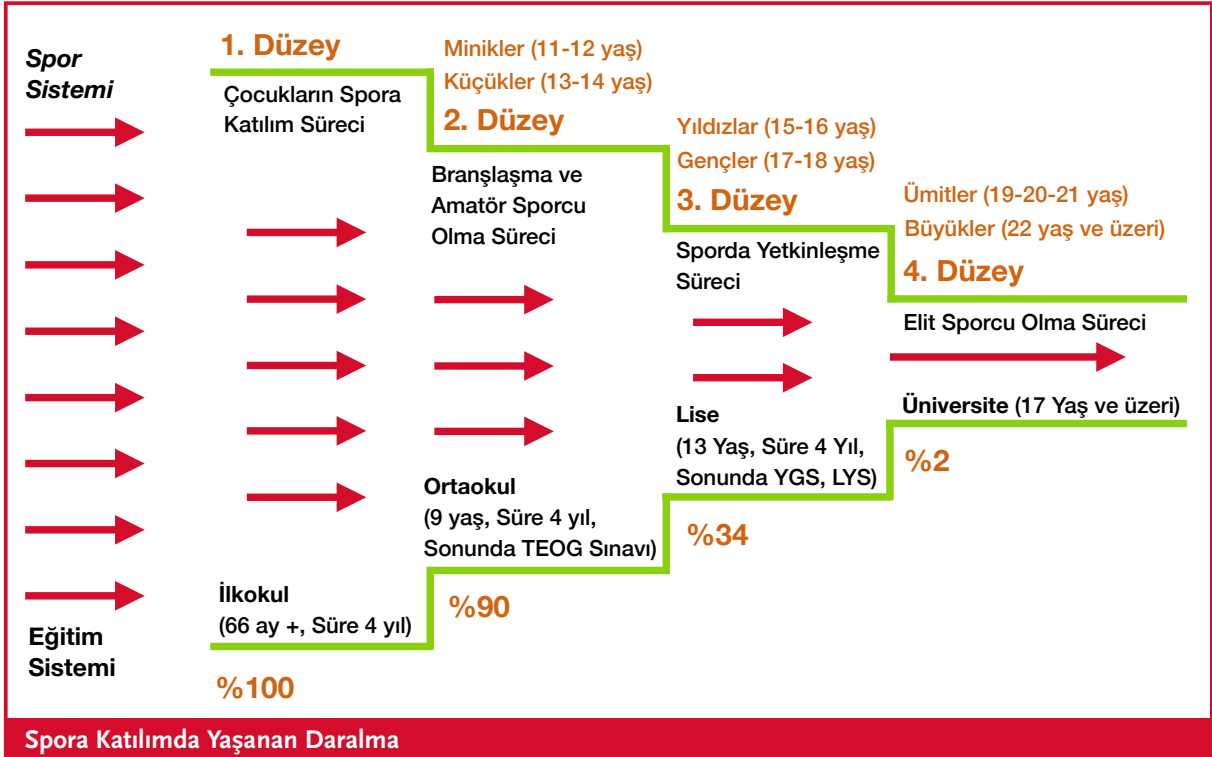 Spor
Sistemi
1. Düzey
Çocukların Spora
Katılım Süreci
Minikler (11-12 yaş)
Küçükler (13-14 yaş)
2. Düzey
Branşlaşma ve
Amatör Sporcu
Olma Süreci
Yıldızlar (15-16 yaş)
Gençler (17-18 yaş)
3. Düzey
Sporda Yetkinleşme
Süreci
Ümitler (19-20-21 yaş)
Büyükler (22 yaş ve üzeri)
4. Düzey
Elit Sporcu Olma Süreci
Eğitim
Sistemi
İlkokul
(66 ay +, Süre 4 yıl)
%100
Ortaokul
(9 yaş, Süre 4 yıl,
Sonunda TEOG Sınavı)
%90
Lise
(13 Yaş, Süre 4 Yıl,
Sonunda YGS, LYS)
%34
Üniversite (17 Yaş ve üzeri)
%2
Spora Katılımda Yaşanan Daralma